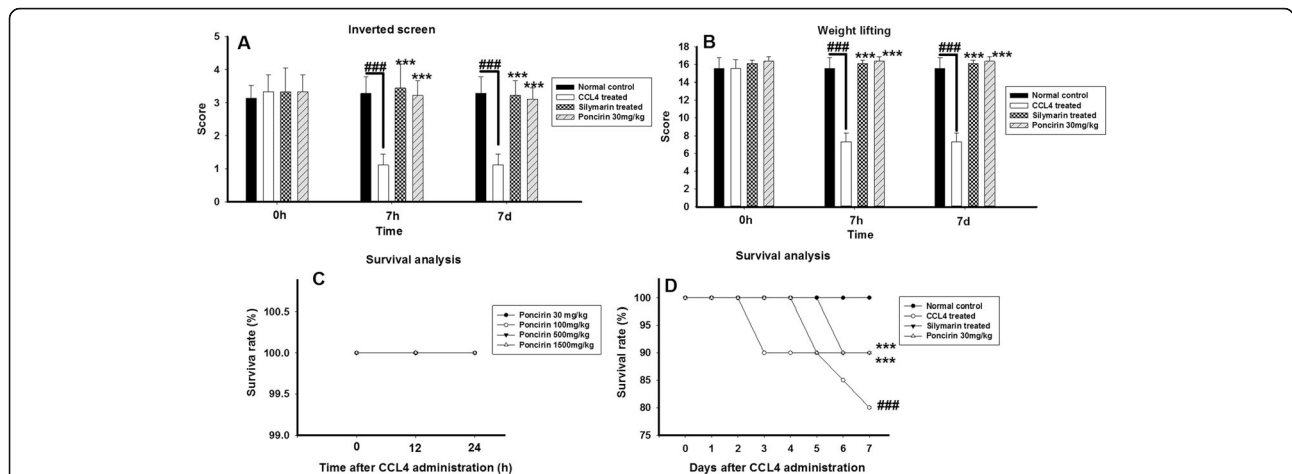 A
Inverted screen
###
***
***
###
***
***
5
4
3
2
1
0
Score
0h
7h
7d
Time
Normal control
CCL4 treated
Silymarin treated
Poncirin 30mg/kg
B
Weight lifting
###
***
***
###
***
***
18
16
14
12
10
8
6
4
2
0
Score
0h
7h
7d
Time
Normal control
CCL4 treated
Silymarin treated
Poncirin 30mg/kg
Survival analysis
C
100.5
100.0
99.5
99.0
Surviva rate (%)
0
12
24
Time after CCL4 administration (h)
Poncirin 30 mg/kg
Poncirin 100mg/kg
Poncirin 500mg/kg
Poncirin 1500mg/kg
Survival analysis
D
100
95
90
85
80
75
Survival rate (%)
0 1 2 3 4 5 6 7
Days after CCL4 administration
Normal control
CCL4 treated
Silymarin treated
Poncirin 30mg/kg
***
***
###